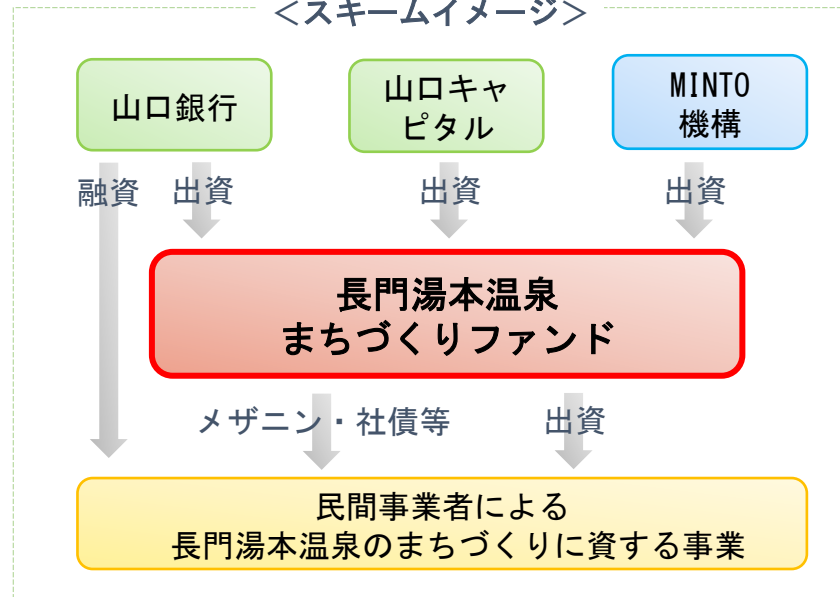 ＜スキームイメージ＞
山口銀行
山口キャ
ピタル
MINTO
機構
融資
出資
出資
出資
長門湯本温泉
まちづくりファンド
メザニン・社債等
出資
民間事業者による
長門湯本温泉のまちづくりに資する事業